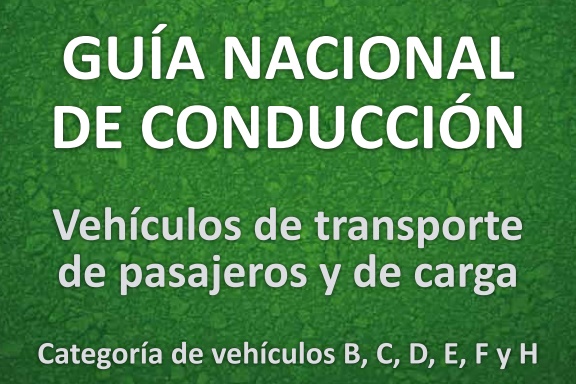 GUÍA NACIONAL
DE CONDUCCIÓN
Vehículos de transporte
de pasajeros y de carga
Categoría de vehículos B, C, D, E, F y H